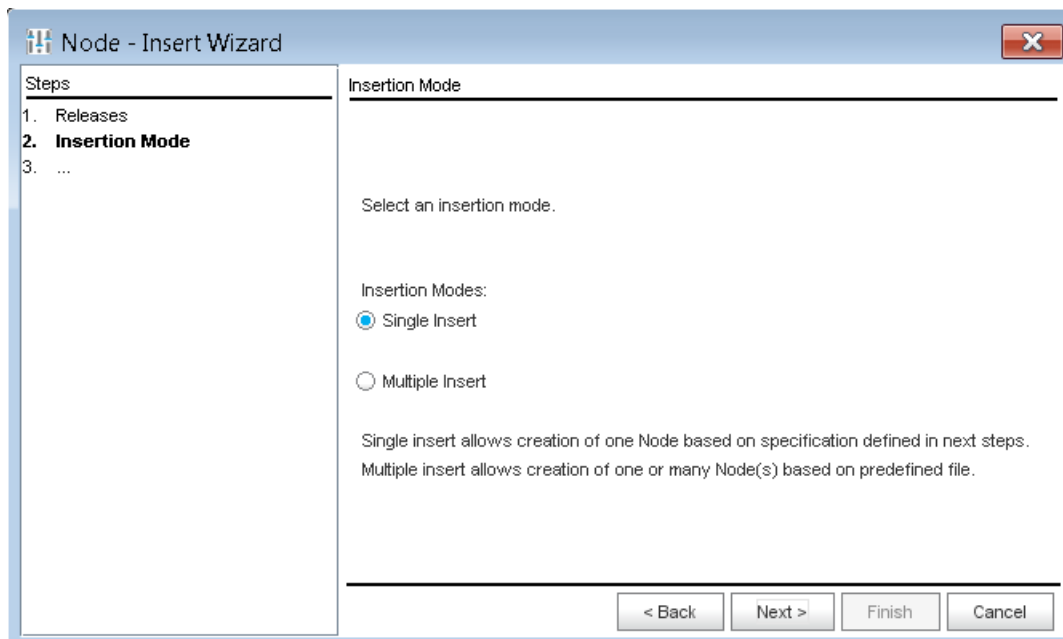 Node - Insert Wizard
Steps
1. Releases
2. Insertion Mode
3. ...
Insertion Mode
Select an insertion mode.
Insertion Modes:
Single Insert
Multiple Insert
Single insert allows creation of one Node based on specification defined in next steps.
Multiple insert allows creation of one or many Node(s) based on predefined file.
< Back Next > Finish Cancel